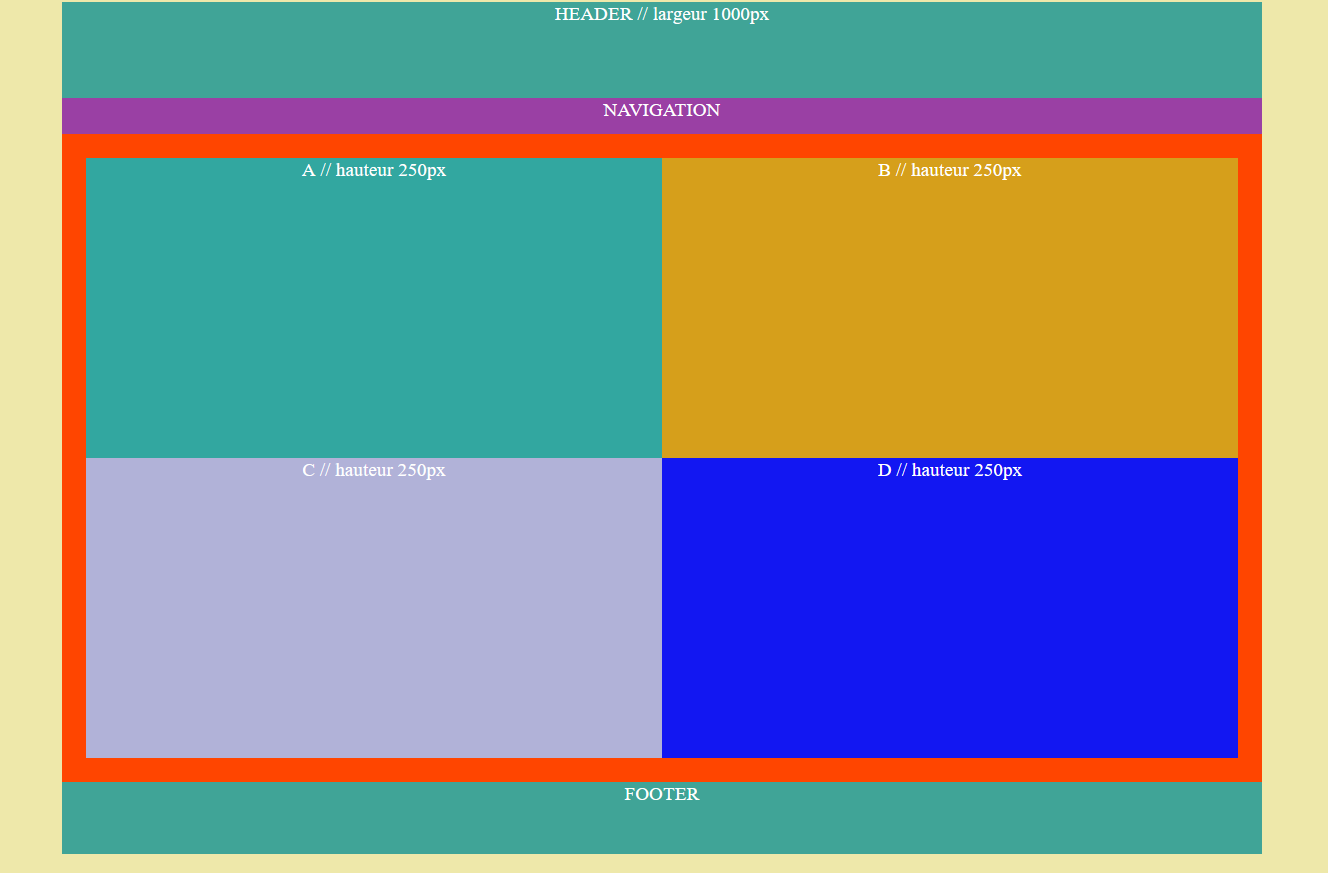 HEADER // largeur 1000px
NAVIGATION
A // hauteur 250px
B // hauteur 250px
C // hauteur 250px
D // hauteur 250px
FOOTER